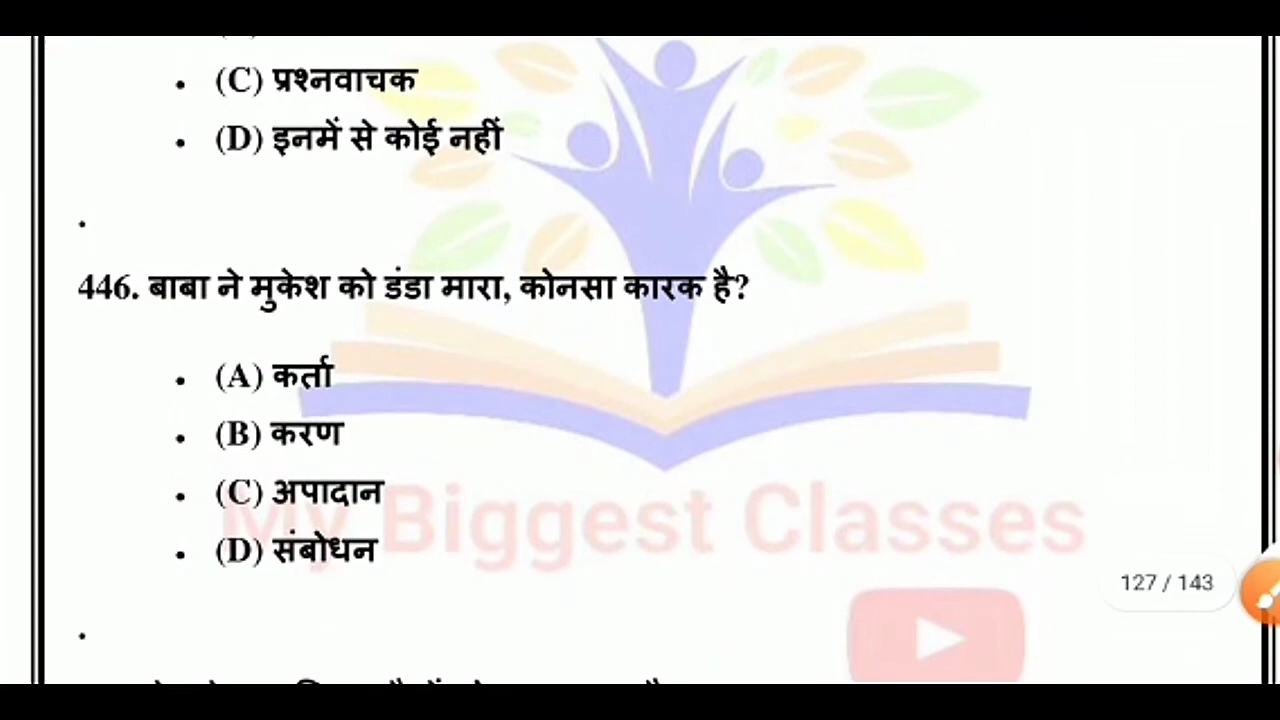 (C) प्रश्नवाचक
(D) इनमें से कोई नहीं
.
446. बाबा ने मुकेश को डंडा मारा, कोनसा कारक है?
(A) कर्ता
(B) करण
(C) अपादान
(D) संबोधन
My Biggest Classes
127 / 143
.